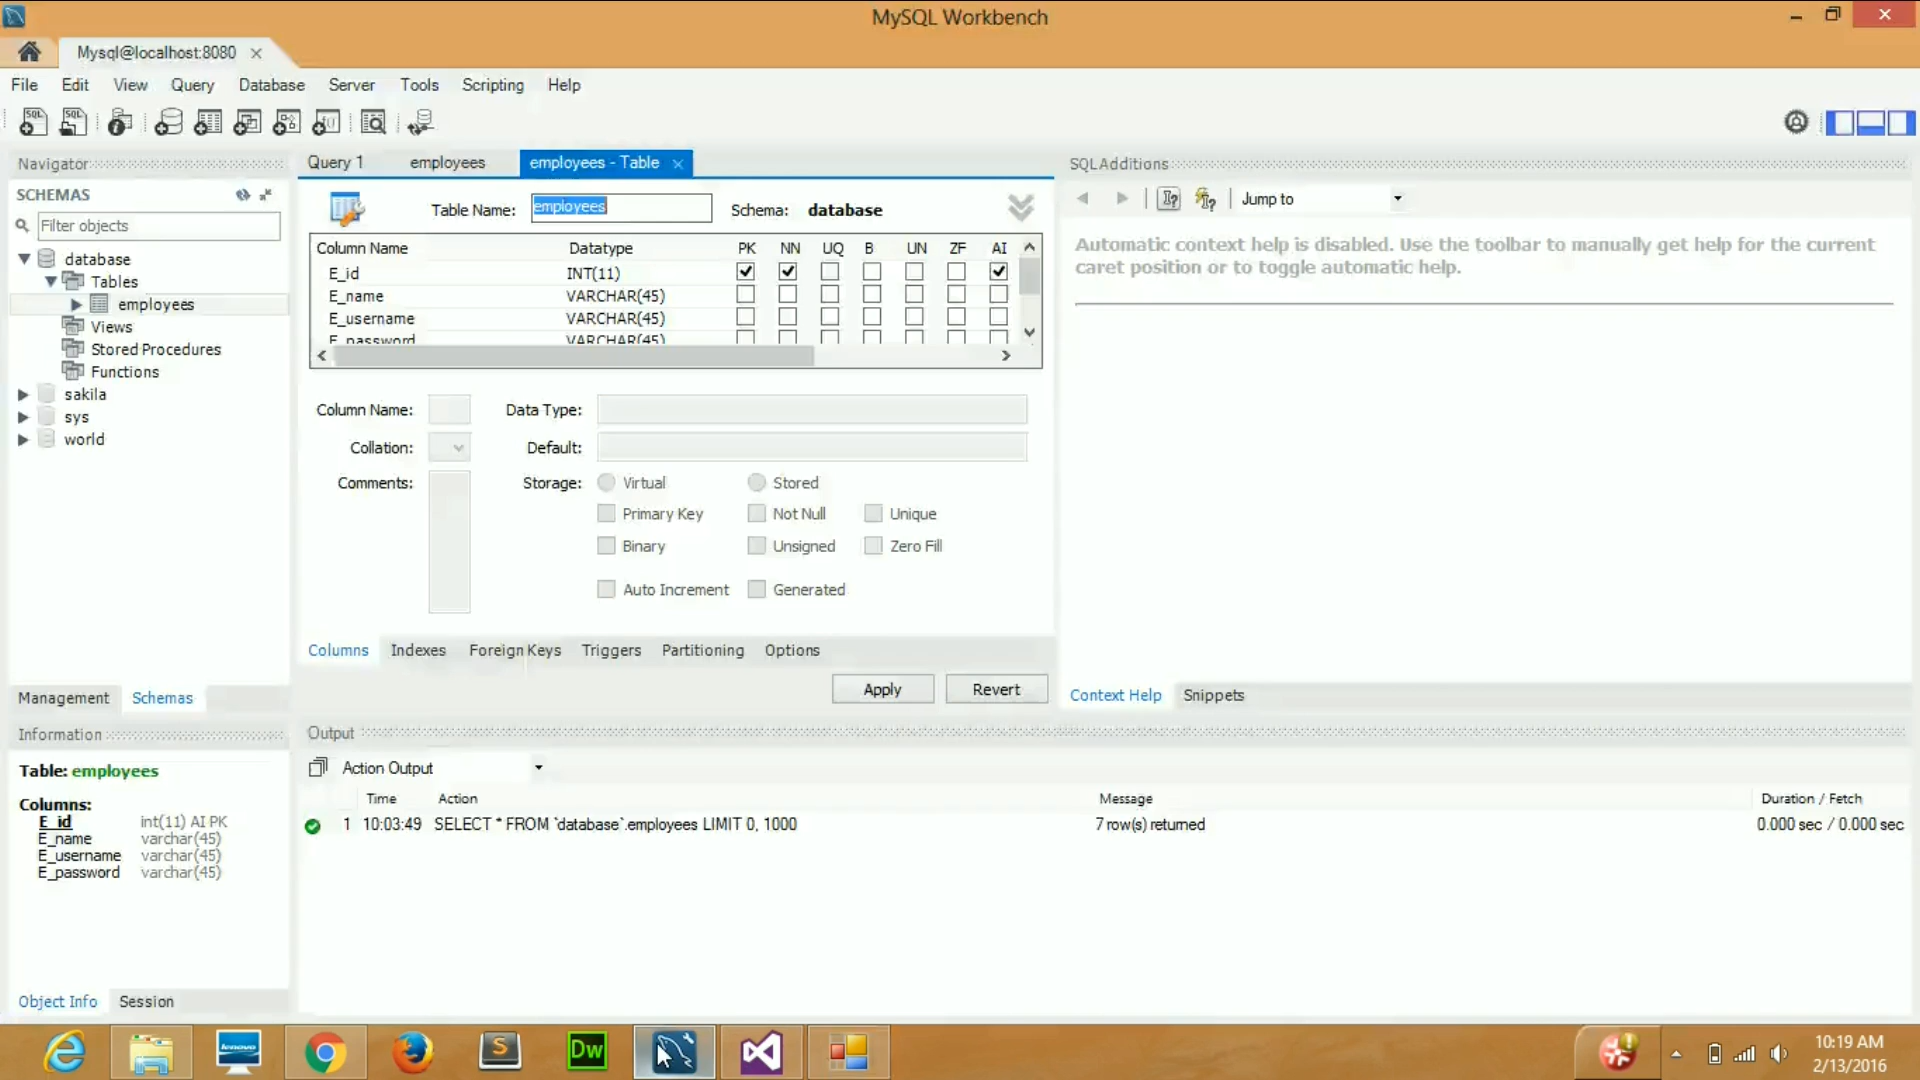 MySQL Workbench
Mysql@localhost:8080
File Edit View Query Database Server Tools Scripting Help
Navigator
SCHEMAS
Filter objects
database
Tables
employees
Views
Stored Procedures
Functions
sakila
sys
world
Management Schemas
Information
Table: employees
Columns:
E_id int(11) AI PK
E_name varchar(45)
E_username varchar(45)
E_password varchar(45)
Object Info Session
Query 1 employees employees - Table
Table Name: employees Schema: database
Column Name Datatype PK NN UQ B UN ZF AI
E_id INT(11)
E_name VARCHAR(45)
E_username VARCHAR(45)
E_password VARCHAR(45)
Column Name: Data Type:
Collation: Default:
Comments: Storage: Virtual Stored
Primary Key Not Null Unique
Binary Unsigned Zero Fill
Auto Increment Generated
Columns Indexes Foreign Keys Triggers Partitioning Options
Apply Revert
SQLAdditions
Jump to
Automatic context help is disabled. Use the toolbar to manually get help for the current
caret position or to toggle automatic help.
Context Help Snippets
Output
Action Output
Time Action Message Duration / Fetch
1 10:03:49 SELECT * FROM `database`.employees LIMIT 0, 1000 7 row(s) returned 0.000 sec / 0.000 sec
lenovo
S
Dw
10:19 AM
2/13/2016